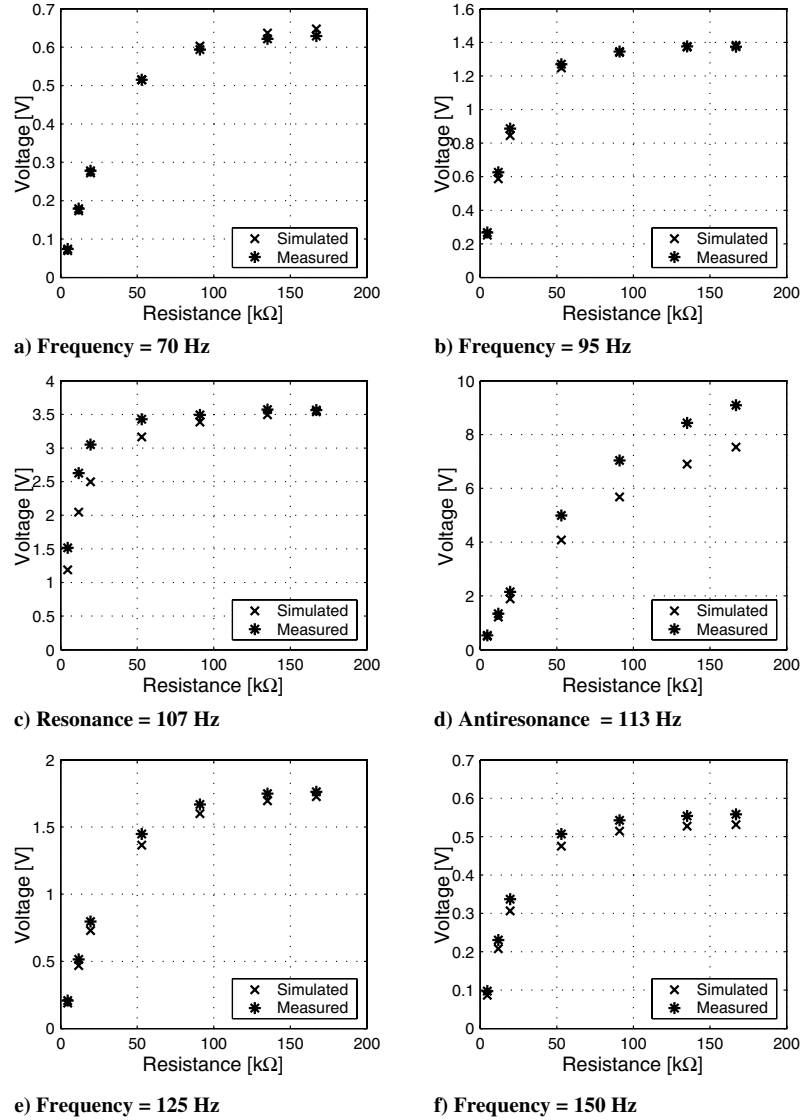 0.7
0.6
0.5
0.4
0.3
0.2
0.1
0
Voltage [V]
0 50 100 150 200
Resistance [kΩ]
Simulated
Measured
a) Frequency = 70 Hz
1.6
1.4
1.2
1
0.8
0.6
0.4
0.2
0
Voltage [V]
0 50 100 150 200
Resistance [kΩ]
Simulated
Measured
b) Frequency = 95 Hz
4
3.5
3
2.5
2
1.5
1
0.5
0
Voltage [V]
0 50 100 150 200
Resistance [kΩ]
Simulated
Measured
c) Resonance = 107 Hz
10
8
6
4
2
0
Voltage [V]
0 50 100 150 200
Resistance [kΩ]
Simulated
Measured
d) Antiresonance = 113 Hz
2
1.5
1
0.5
0
Voltage [V]
0 50 100 150 200
Resistance [kΩ]
Simulated
Measured
e) Frequency = 125 Hz
0.7
0.6
0.5
0.4
0.3
0.2
0.1
0
Voltage [V]
0 50 100 150 200
Resistance [kΩ]
Simulated
Measured
f) Frequency = 150 Hz